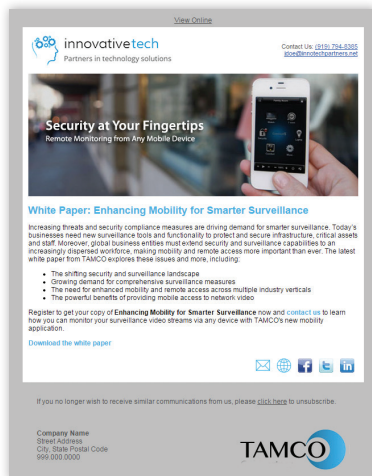 View Online
innovativetech
Partners in technology solutions
Contact Us: (919) 794-8385
jdoe@innotechpartners.net
Security at Your Fingertips
Remote Monitoring from Any Mobile Device
White Paper: Enhancing Mobility for Smarter Surveillance
Increasing threats and security compliance measures are driving demand for smarter surveillance. Today's
businesses need new surveillance tools and functionality to protect and secure infrastructure, critical assets
and staff. Moreover, global business entities must extend security and surveillance capabilities to an
increasingly dispersed workforce, making mobility and remote access more important than ever. The latest
white paper from TAMCO explores these issues and more, including:
• The shifting security and surveillance landscape
• Growing demand for comprehensive surveillance measures
• The need for enhanced mobility and remote access across multiple industry verticals
• The powerful benefits of providing mobile access to network video
Register to get your copy of Enhancing Mobility for Smarter Surveillance now and contact us to learn
how you can monitor your surveillance video streams via any device with TAMCO's new mobility
application.
Download the white paper
If you no longer wish to receive similar communications from us, please click here to unsubscribe.
Company Name
Street Address
City, State Postal Code
999.000.0000
TAMCO